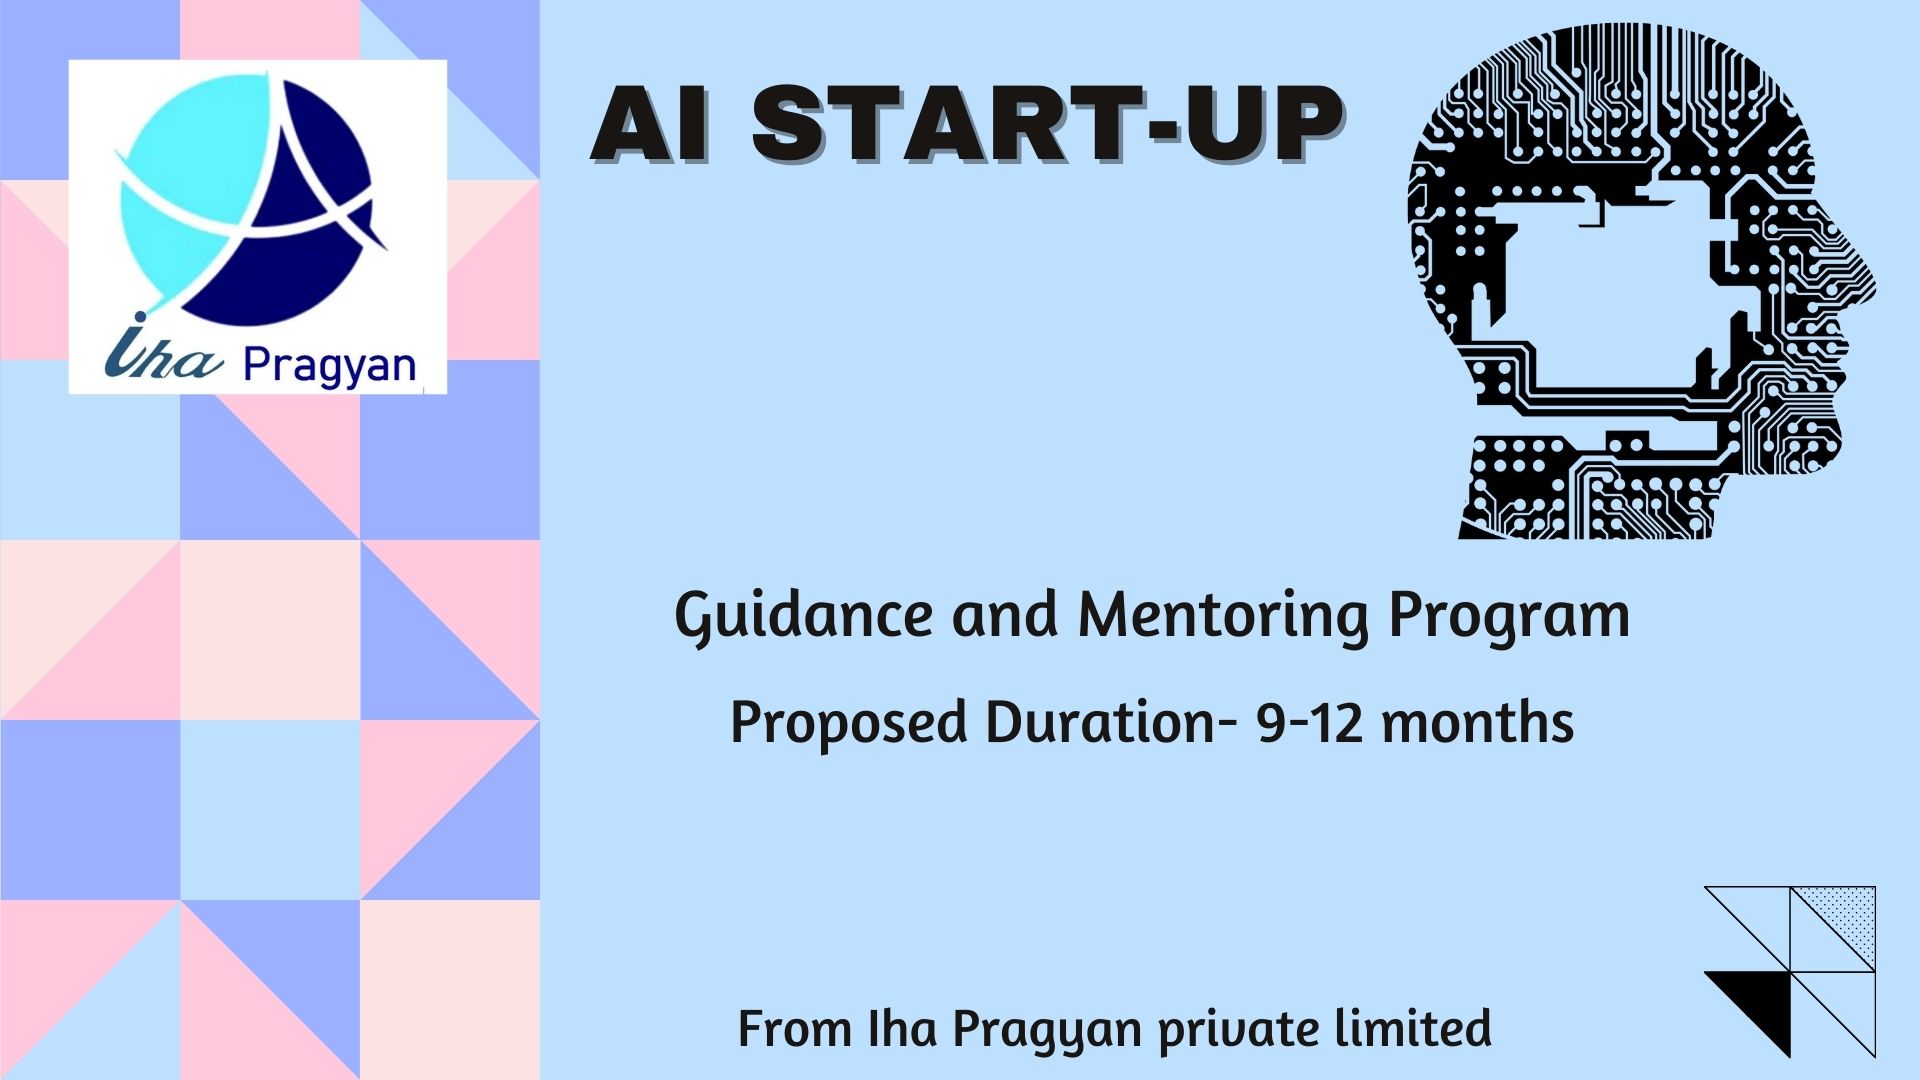 AI START-UP
iha Pragyan
Guidance and Mentoring Program
Proposed Duration- 9-12 months
From Iha Pragyan private limited